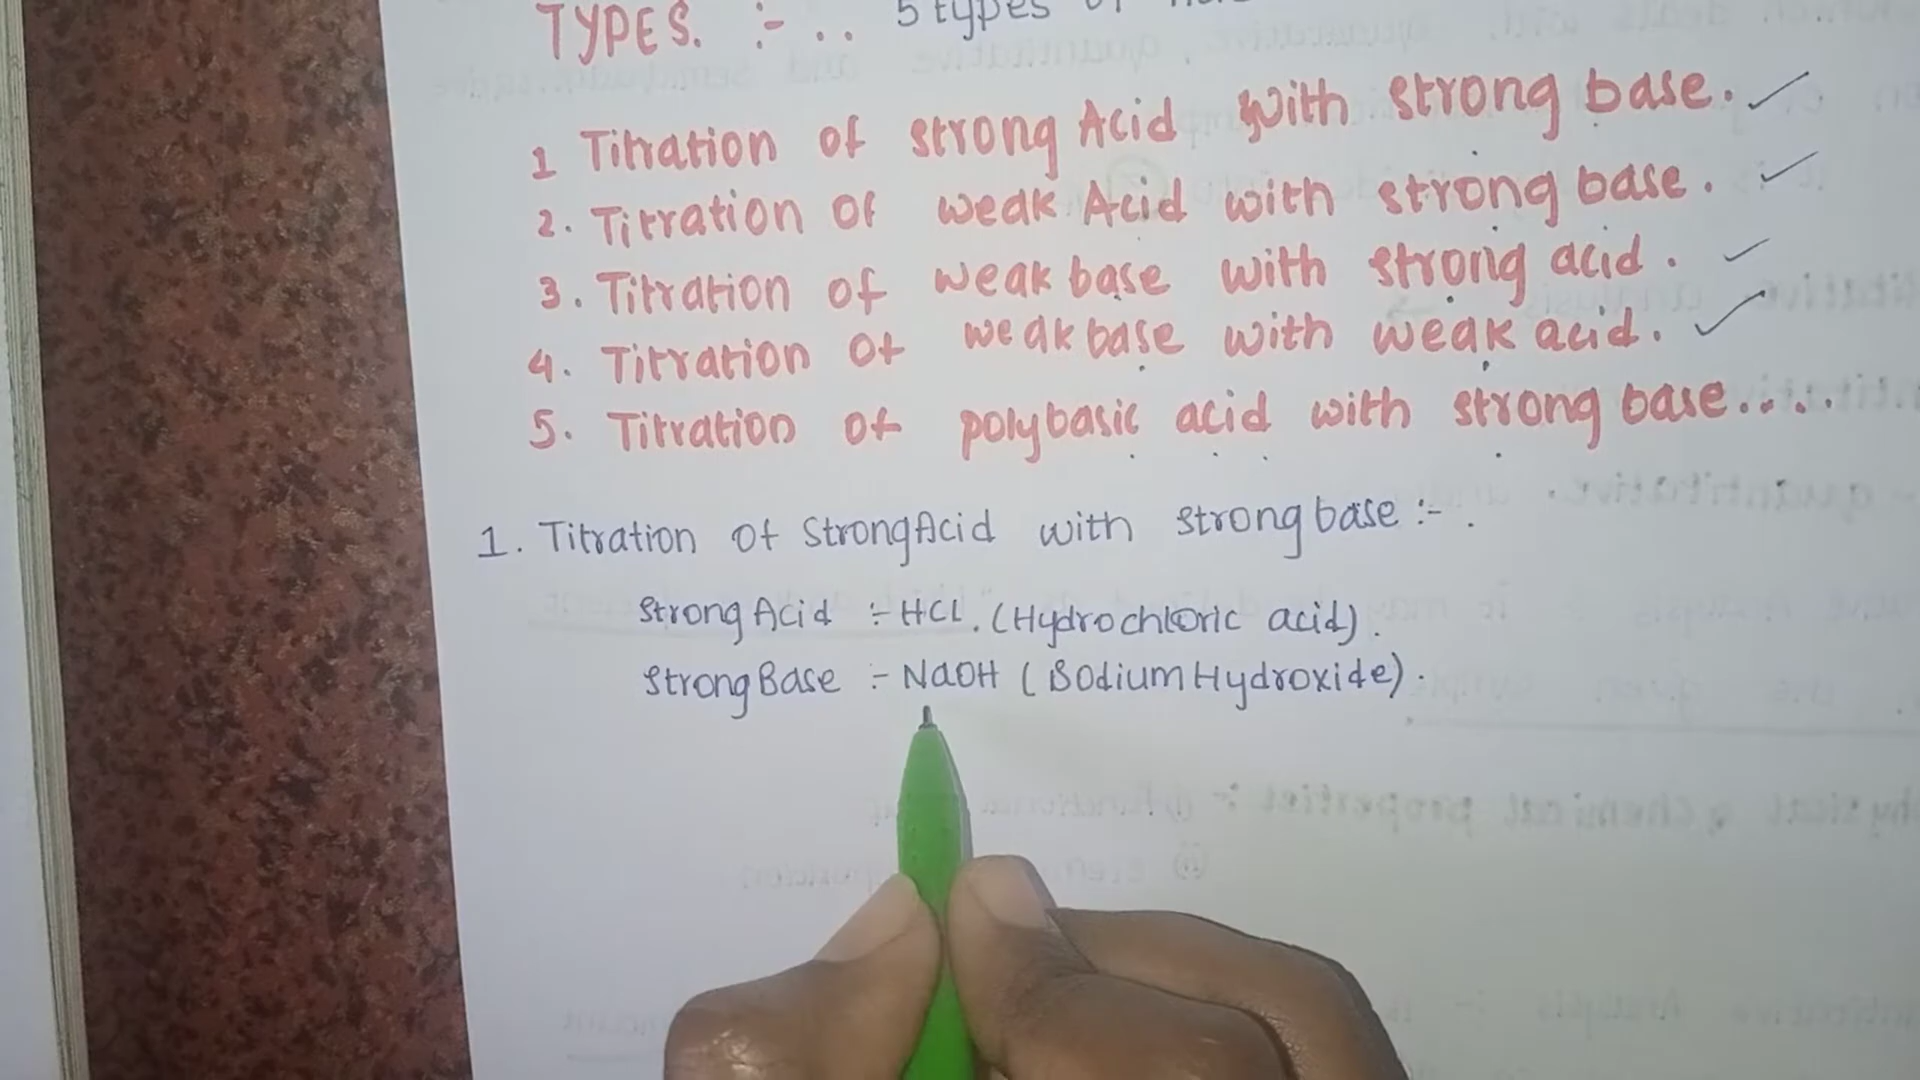 TYPES. :- .. 5 types of
1 Titration of strong Acid with strong base.
2. Titration of weak Acid with strong base.
3. Titration of weak base with strong acid.
4. Titration of weak base with weak acid.
5. Titration of polybasic acid with strong base....
1. Titration of Strong Acid with strong base :- .
Strong Acid :- HCl. (Hydrochloric acid).
Strong Base :- NaOH (Sodium Hydroxide).